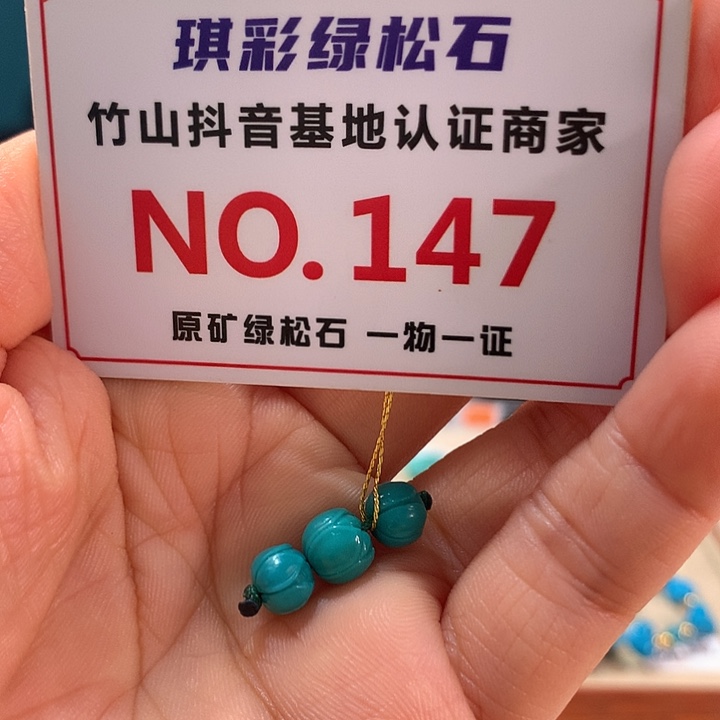 琪彩绿松石
竹山抖音基地认证商家
NO.147
原矿绿松石 一物一证